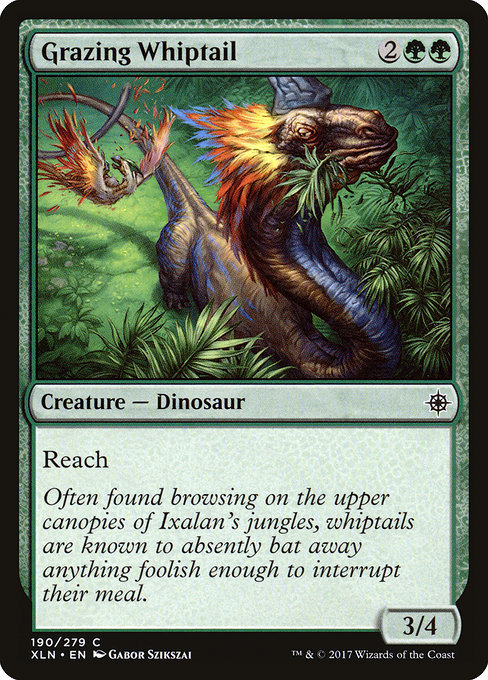 Grazing Whiptail 2
Creature — Dinosaur
Reach
Often found browsing on the upper
canopies of Ixalan's jungles, whiptails
are known to absently bat away
anything foolish enough to interrupt
their meal.
3/4
190/279 C
XLN • EN Gabor Szikszai
™ & © 2017 Wizards of the Coast